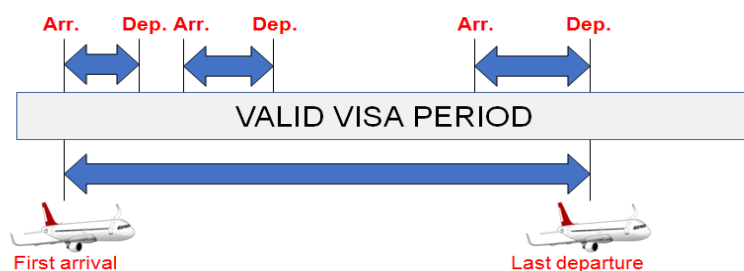 Arr. Dep. Arr. Dep. Arr. Dep.
VALID VISA PERIOD
First arrival Last departure